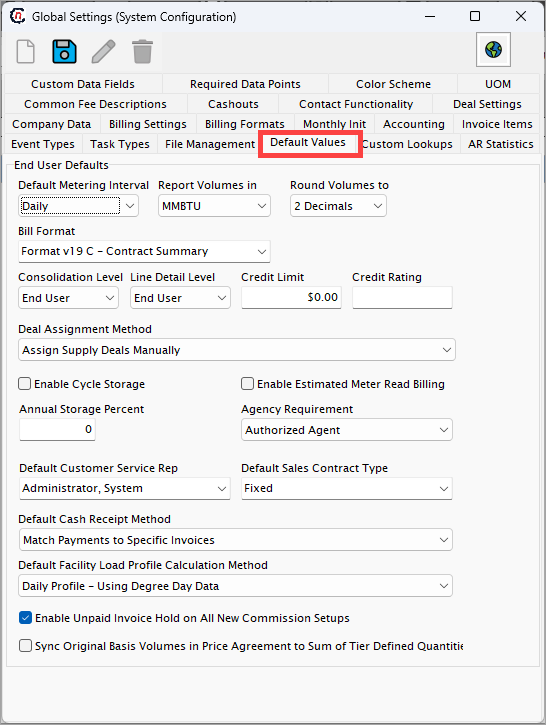 Global Settings (System Configuration)
Custom Data Fields Required Data Points Color Scheme UOM
Common Fee Descriptions Cashouts Contact Functionality Deal Settings
Company Data Billing Settings Billing Formats Monthly Init Accounting Invoice Items
Event Types Task Types File Management Default Values Custom Lookups AR Statistics
End User Defaults
Default Metering Interval Report Volumes in Round Volumes to
Daily MMBTU 2 Decimals
Bill Format
Format v19 C - Contract Summary
Consolidation Level Line Detail Level Credit Limit Credit Rating
End User End User $0.00
Deal Assignment Method
Assign Supply Deals Manually
Enable Cycle Storage Enable Estimated Meter Read Billing
Annual Storage Percent Agency Requirement
0 Authorized Agent
Default Customer Service Rep Default Sales Contract Type
Administrator, System Fixed
Default Cash Receipt Method
Match Payments to Specific Invoices
Default Facility Load Profile Calculation Method
Daily Profile - Using Degree Day Data
Enable Unpaid Invoice Hold on All New Commission Setups
Sync Original Basis Volumes in Price Agreement to Sum of Tier Defined Quantitie